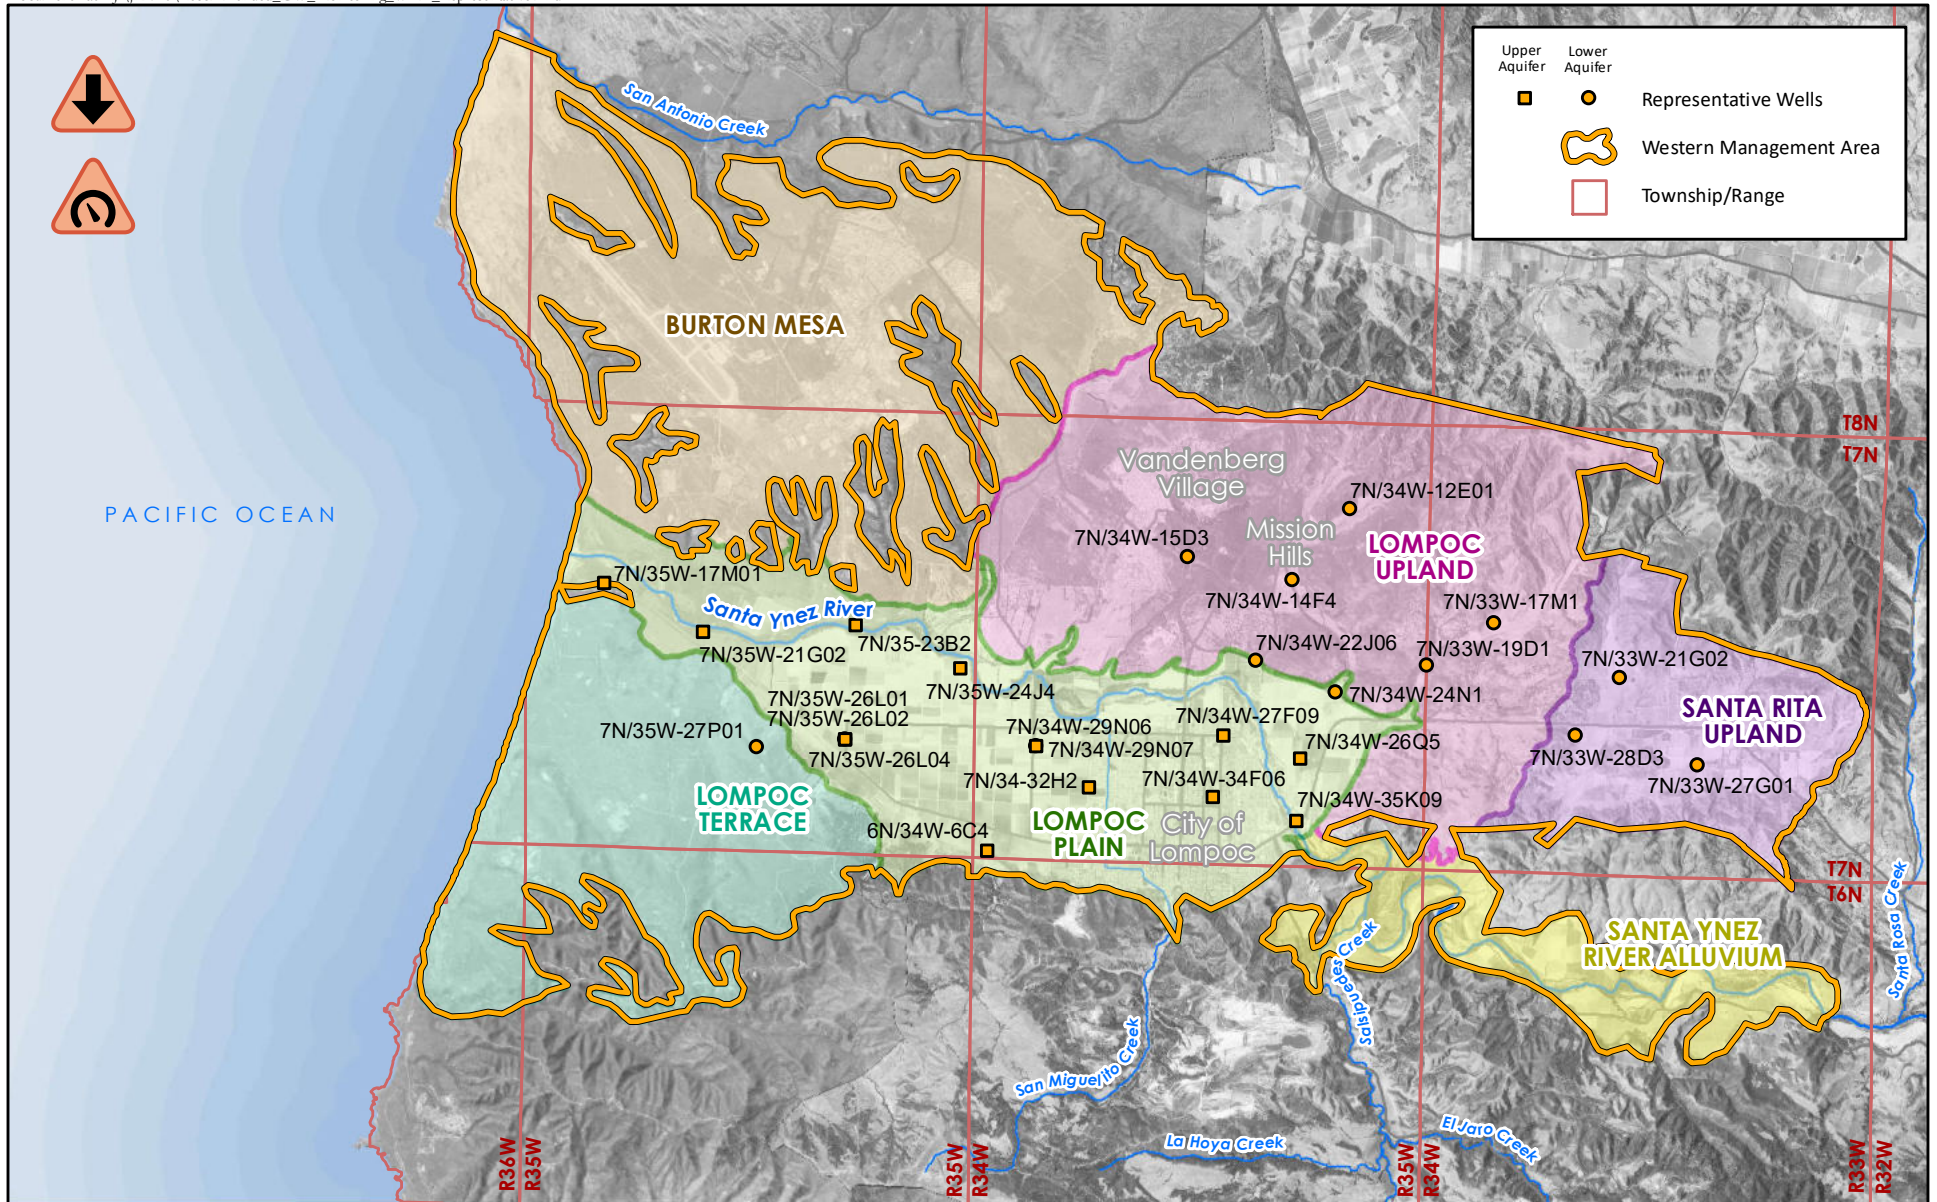 Upper
Aquifer
Lower
Aquifer
Representative Wells
Western Management Area
Township/Range
San Antonio Creek
BURTON MESA
T8N
T7N
PACIFIC OCEAN
Vandenberg
Village
7N/34W-12E01
7N/34W-15D3
Mission
Hills
LOMPOC
UPLAND
7N/35W-17M01
7N/34W-14F4
7N/33W-17M1
Santa Ynez River
7N/35-23B2
7N/35W-21G02
7N/34W-22J06
7N/33W-19D1
7N/33W-21G02
7N/35W-24J4
7N/34W-24N1
7N/35W-26L01
7N/35W-26L02
7N/35W-26L04
7N/35W-27P01
7N/34W-29N06
7N/34W-29N07
7N/34W-27F09
7N/34W-26Q5
SANTA RITA
UPLAND
7N/33W-28D3
7N/33W-27G01
7N/34-32H2
7N/34W-34F06
7N/34W-35K09
LOMPOC
TERRACE
6N/34W-6C4
LOMPOC
PLAIN
City of
Lompoc
T7N
T6N
Santa Rosa Creek
SANTA YNEZ
RIVER ALLUVIUM
Salsipuedes Creek
San Miguelito Creek
La Hoya Creek
El Jaro Creek
R36W
R35W
R35W
R34W
R35W
R34W
R33W
R32W